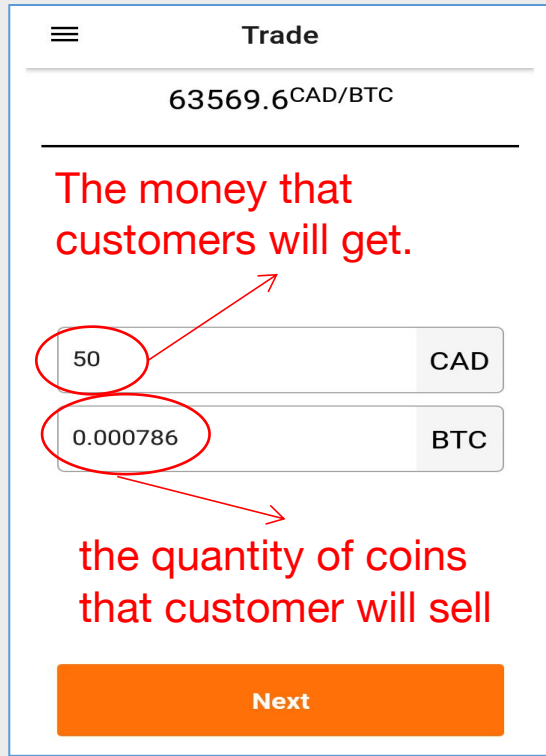 Trade
63569.6CAD/BTC
The money that
customers will get.
50 CAD
0.000786 BTC
the quantity of coins
that customer will sell
Next